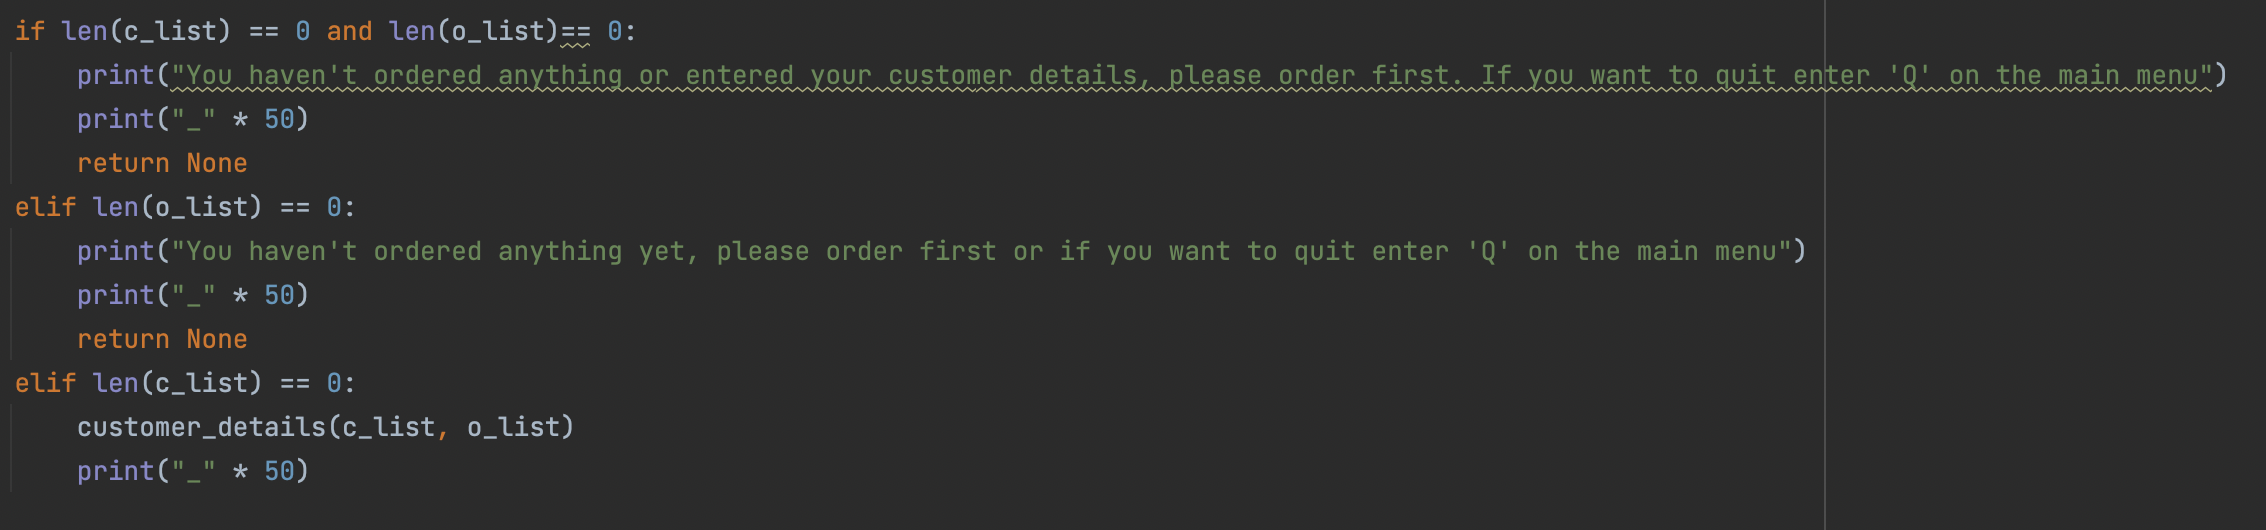 if len(c_list) == 0 and len(o_list)== 0:
    print("You haven't ordered anything or entered your customer details, please order first. If you want to quit enter 'Q' on the main menu")
    print("_" * 50)
    return None
elif len(o_list) == 0:
    print("You haven't ordered anything yet, please order first or if you want to quit enter 'Q' on the main menu")
    print("_" * 50)
    return None
elif len(c_list) == 0:
    customer_details(c_list, o_list)
    print("_" * 50)